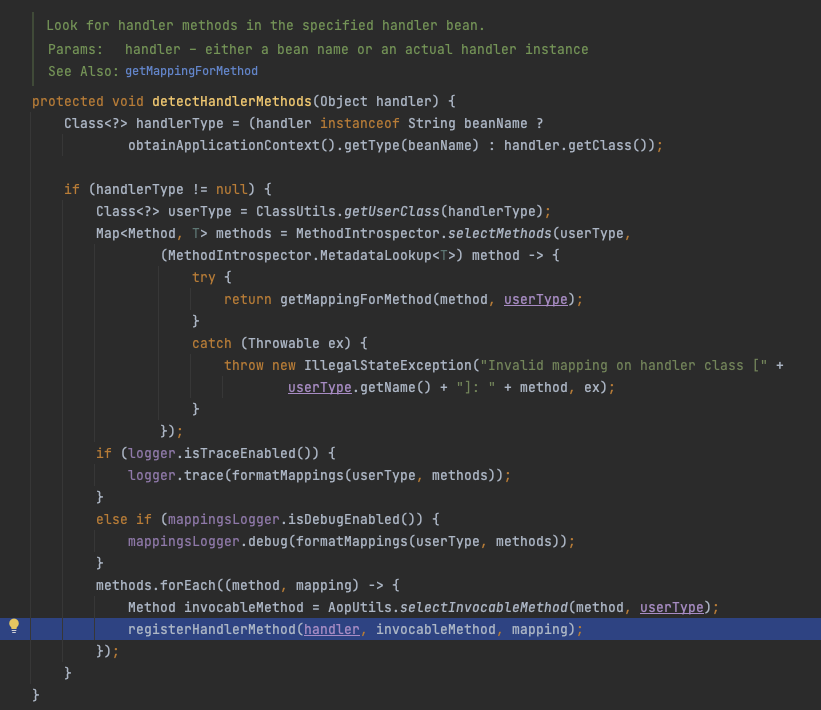 Look for handler methods in the specified handler bean.
Params: handler – either a bean name or an actual handler instance
See Also: getMappingForMethod
protected void detectHandlerMethods(Object handler) {
    Class<?> handlerType = (handler instanceof String beanName ?
            obtainApplicationContext().getType(beanName) : handler.getClass());

    if (handlerType != null) {
        Class<?> userType = ClassUtils.getUserClass(handlerType);
        Map<Method, T> methods = MethodIntrospector.selectMethods(userType,
                (MethodIntrospector.MetadataLookup<T>) method -> {
                    try {
                        return getMappingForMethod(method, userType);
                    }
                    catch (Throwable ex) {
                        throw new IllegalStateException("Invalid mapping on handler class [" +
                                userType.getName() + "]: " + method, ex);
                    }
                });
        if (logger.isTraceEnabled()) {
            logger.trace(formatMappings(userType, methods));
        }
        else if (mappingsLogger.isDebugEnabled()) {
            mappingsLogger.debug(formatMappings(userType, methods));
        }
        methods.forEach((method, mapping) -> {
            Method invocableMethod = AopUtils.selectInvocableMethod(method, userType);
            registerHandlerMethod(handler, invocableMethod, mapping);
        });
    }
}